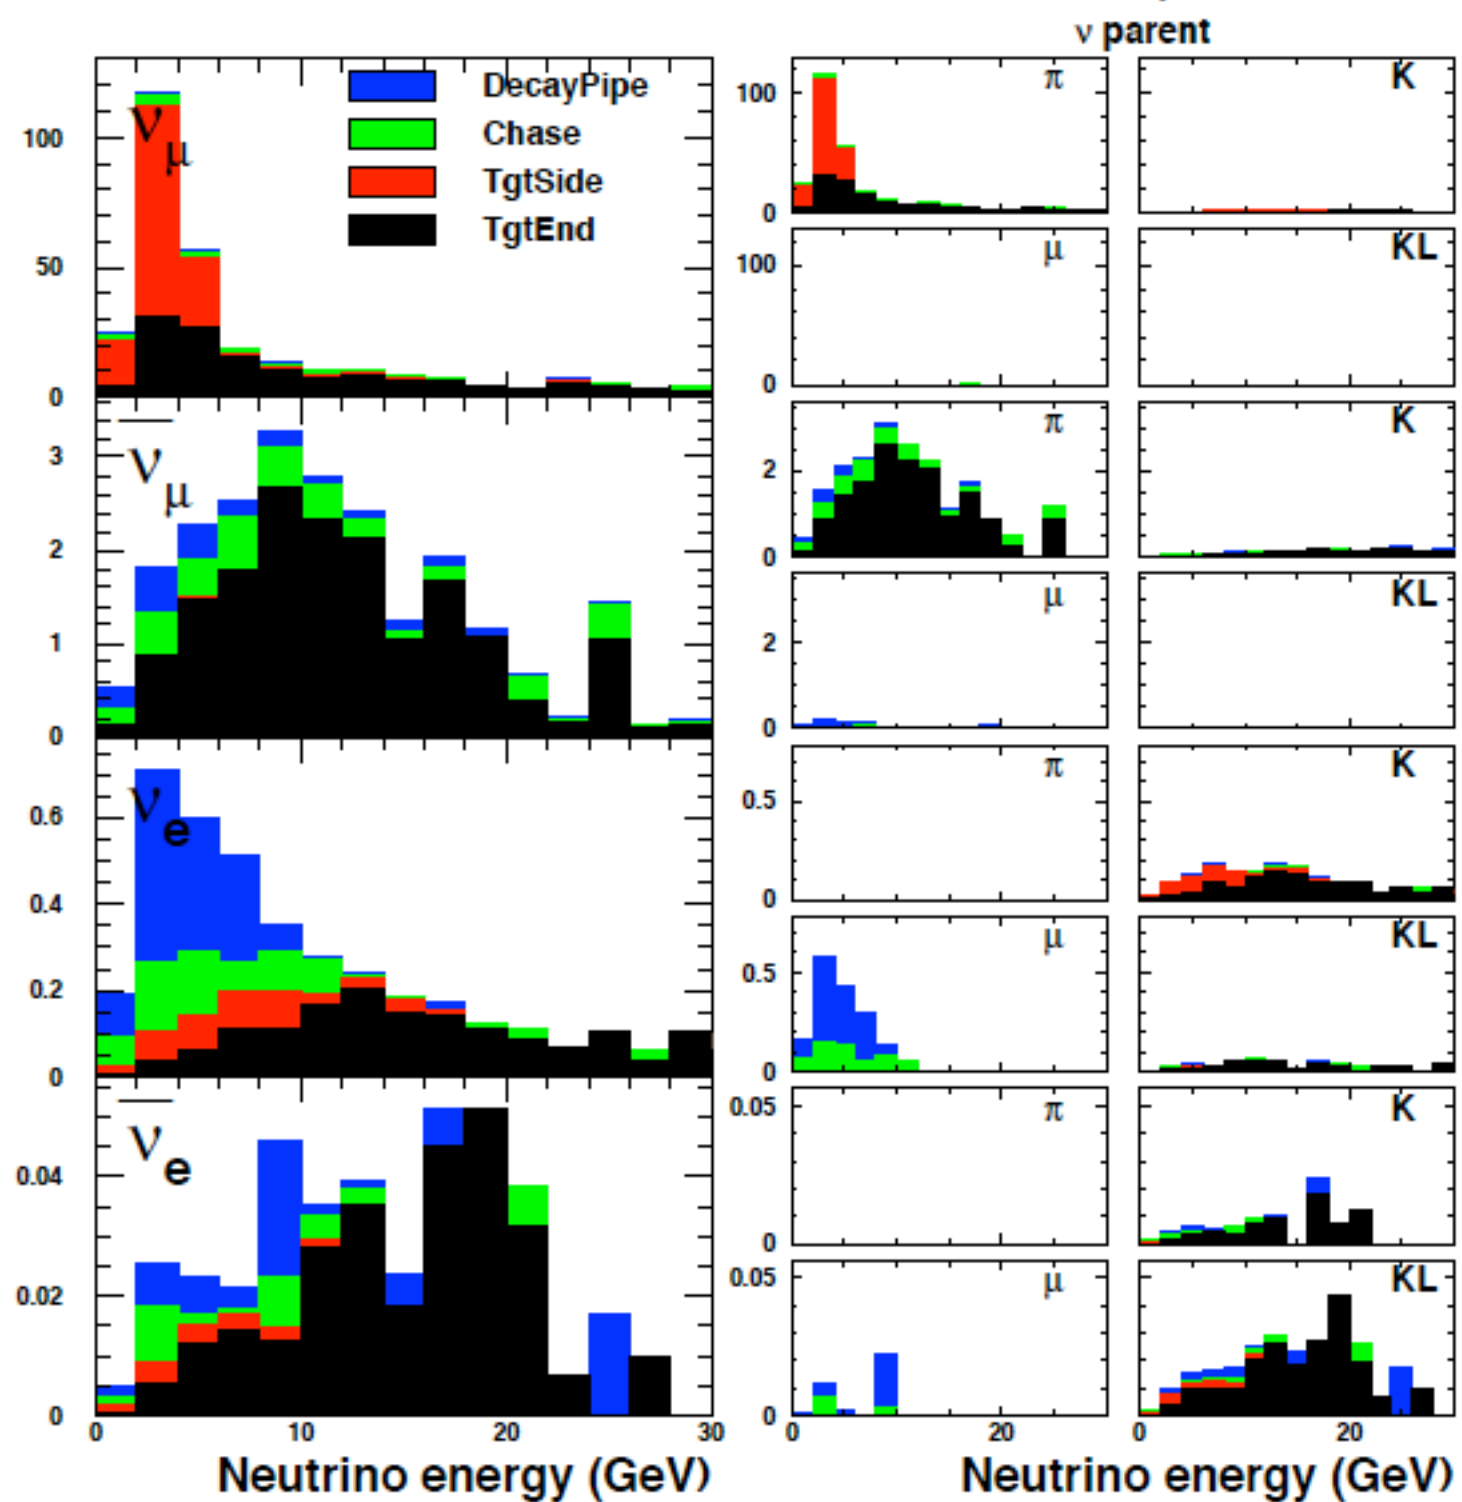 ν parent
DecayPipe
Chase
TgtSide
TgtEnd
ν_μ
100
50
0
ν̅_μ
3
2
1
0
ν_e
0.6
0.4
0.2
0
ν̅_e
0.04
0.02
0
0 10 20 30
Neutrino energy (GeV)
π K
100
0
μ KL
100
0
π K
2
0
μ KL
2
0
π K
0.5
0
μ KL
0.5
0
π K
0.05
0
μ KL
0.05
0
0 20 0 20
Neutrino energy (GeV)